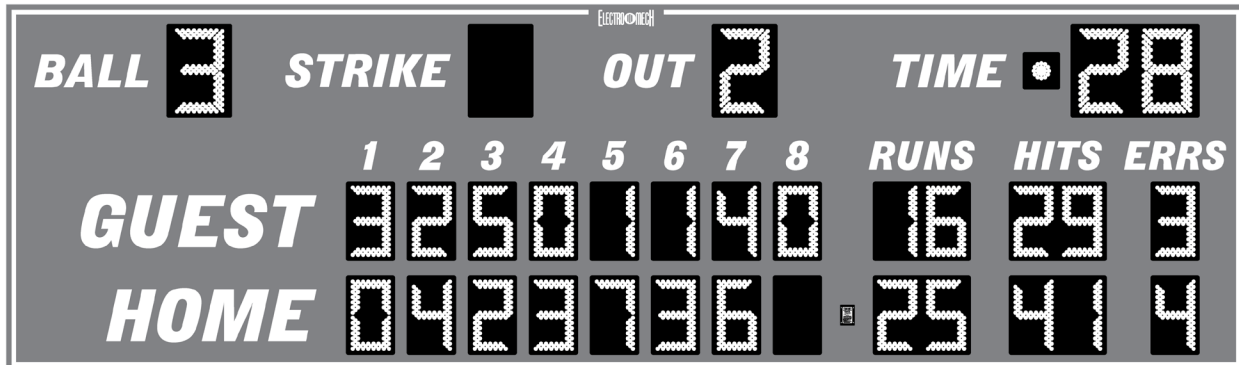 ELECTRO-MECH
BALL 3 STRIKE OUT 2 TIME 28
1 2 3 4 5 6 7 8 RUNS HITS ERRS
GUEST 3 2 5 0 1 1 4 0 16 29 3
HOME 0 4 2 3 7 3 6 25 41 4